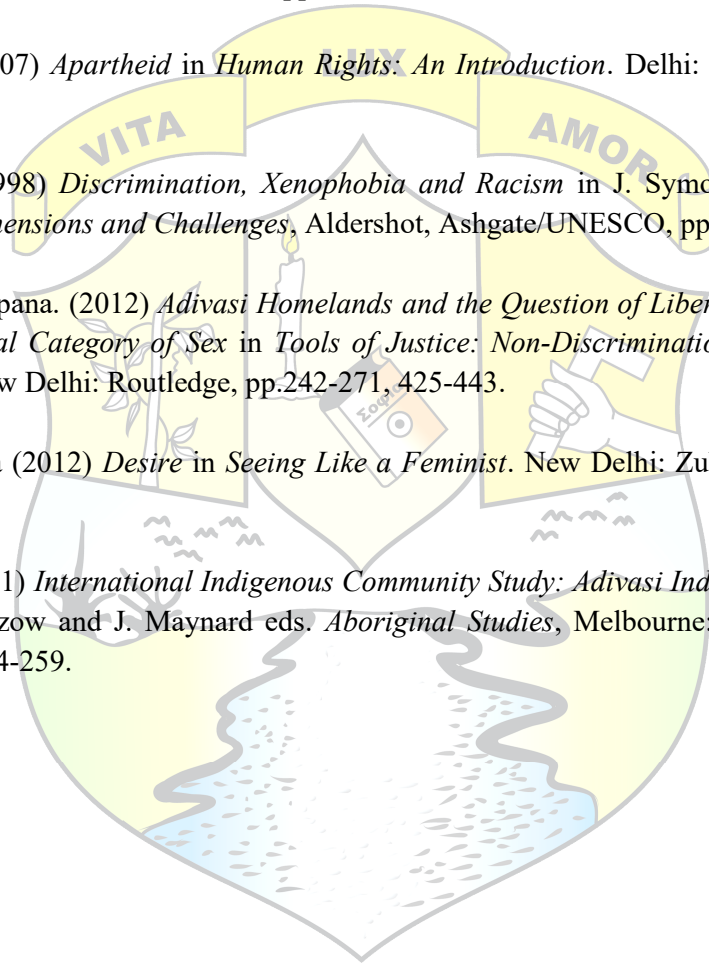 07) Apartheid in Human Rights: An Introduction. Delhi:
LUX
VITA
AMOR
998) Discrimination, Xenophobia and Racism in J. Symo
mensions and Challenges, Aldershot, Ashgate/UNESCO, pp
pana. (2012) Adivasi Homelands and the Question of Liber
al Category of Sex in Tools of Justice: Non-Discriminatio
w Delhi: Routledge, pp.242-271, 425-443.
Σοφια
a (2012) Desire in Seeing Like a Feminist. New Delhi: Zu
1) International Indigenous Community Study: Adivasi Ind
zow and J. Maynard eds. Aboriginal Studies, Melbourne:
4-259.